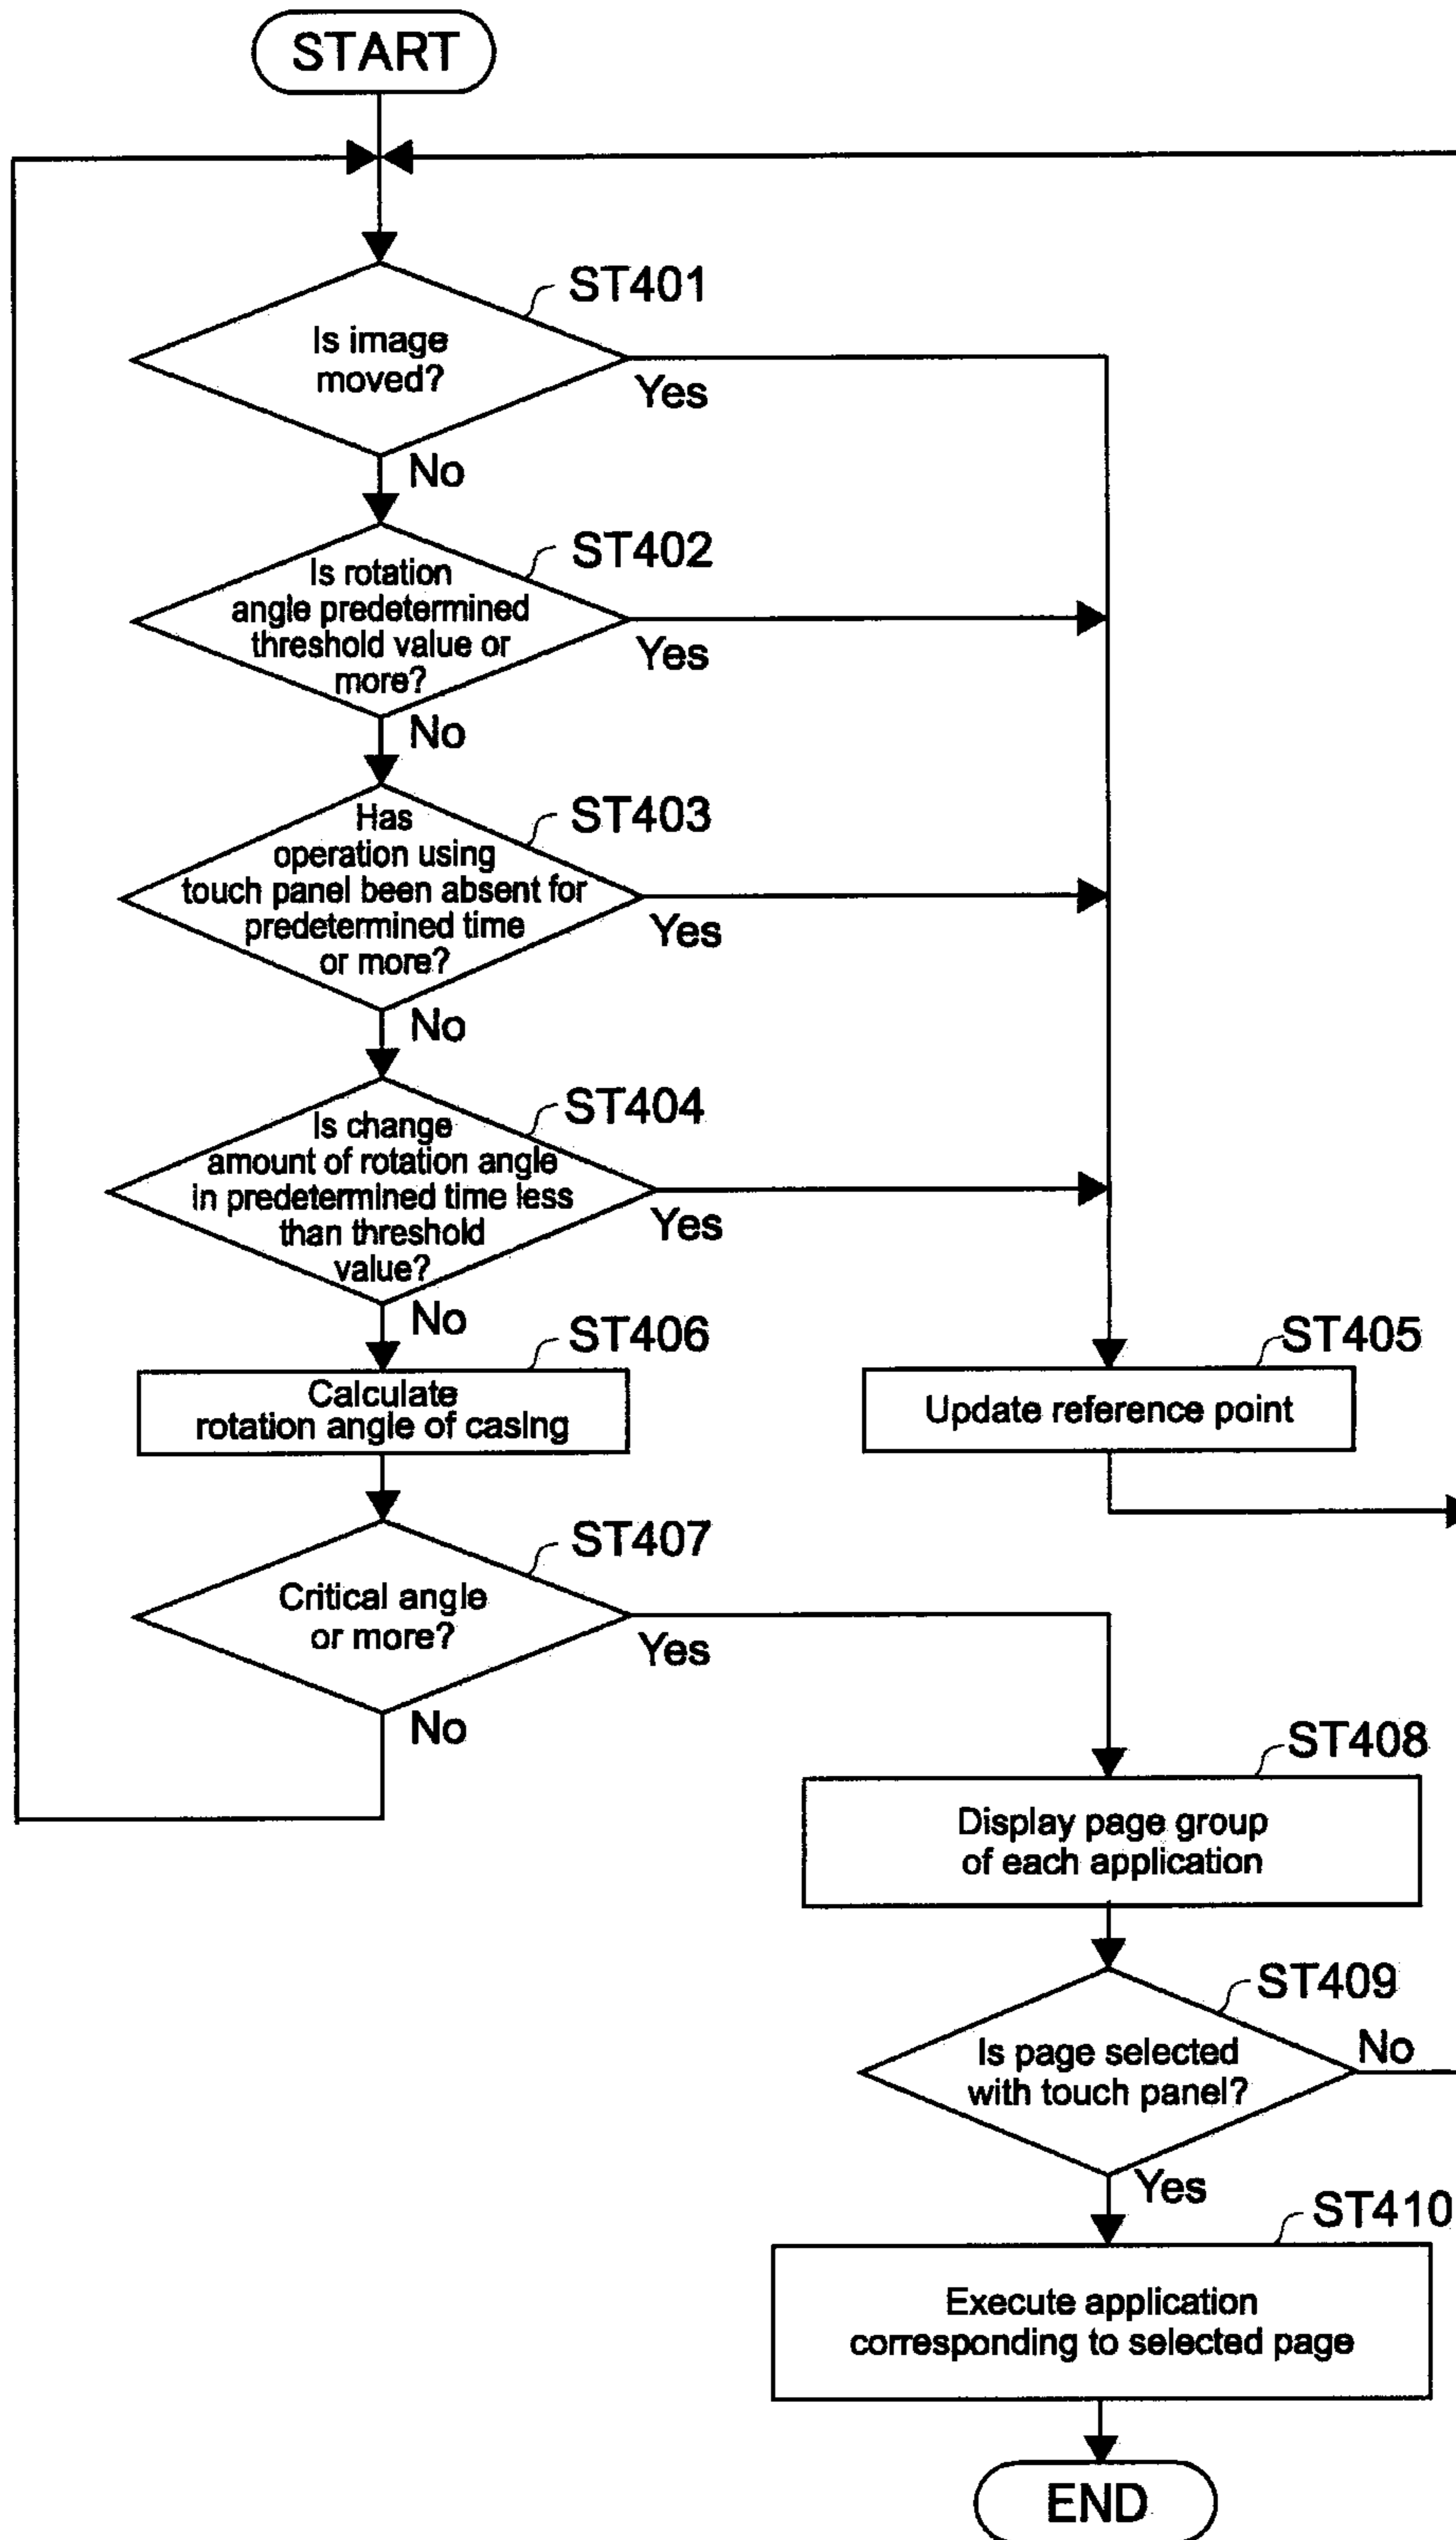 START
ST401
Is image
moved?
Yes
No
ST402
Is rotation
angle predetermined
threshold value or
more?
Yes
No
ST403
Has
operation using
touch panel been absent for
predetermined time
or more?
Yes
No
ST404
Is change
amount of rotation angle
in predetermined time less
than threshold
value?
Yes
No
ST406
Calculate
rotation angle of casing
ST405
Update reference point
ST407
Critical angle
or more?
Yes
No
ST408
Display page group
of each application
ST409
Is page selected
with touch panel?
No
Yes
ST410
Execute application
corresponding to selected page
END